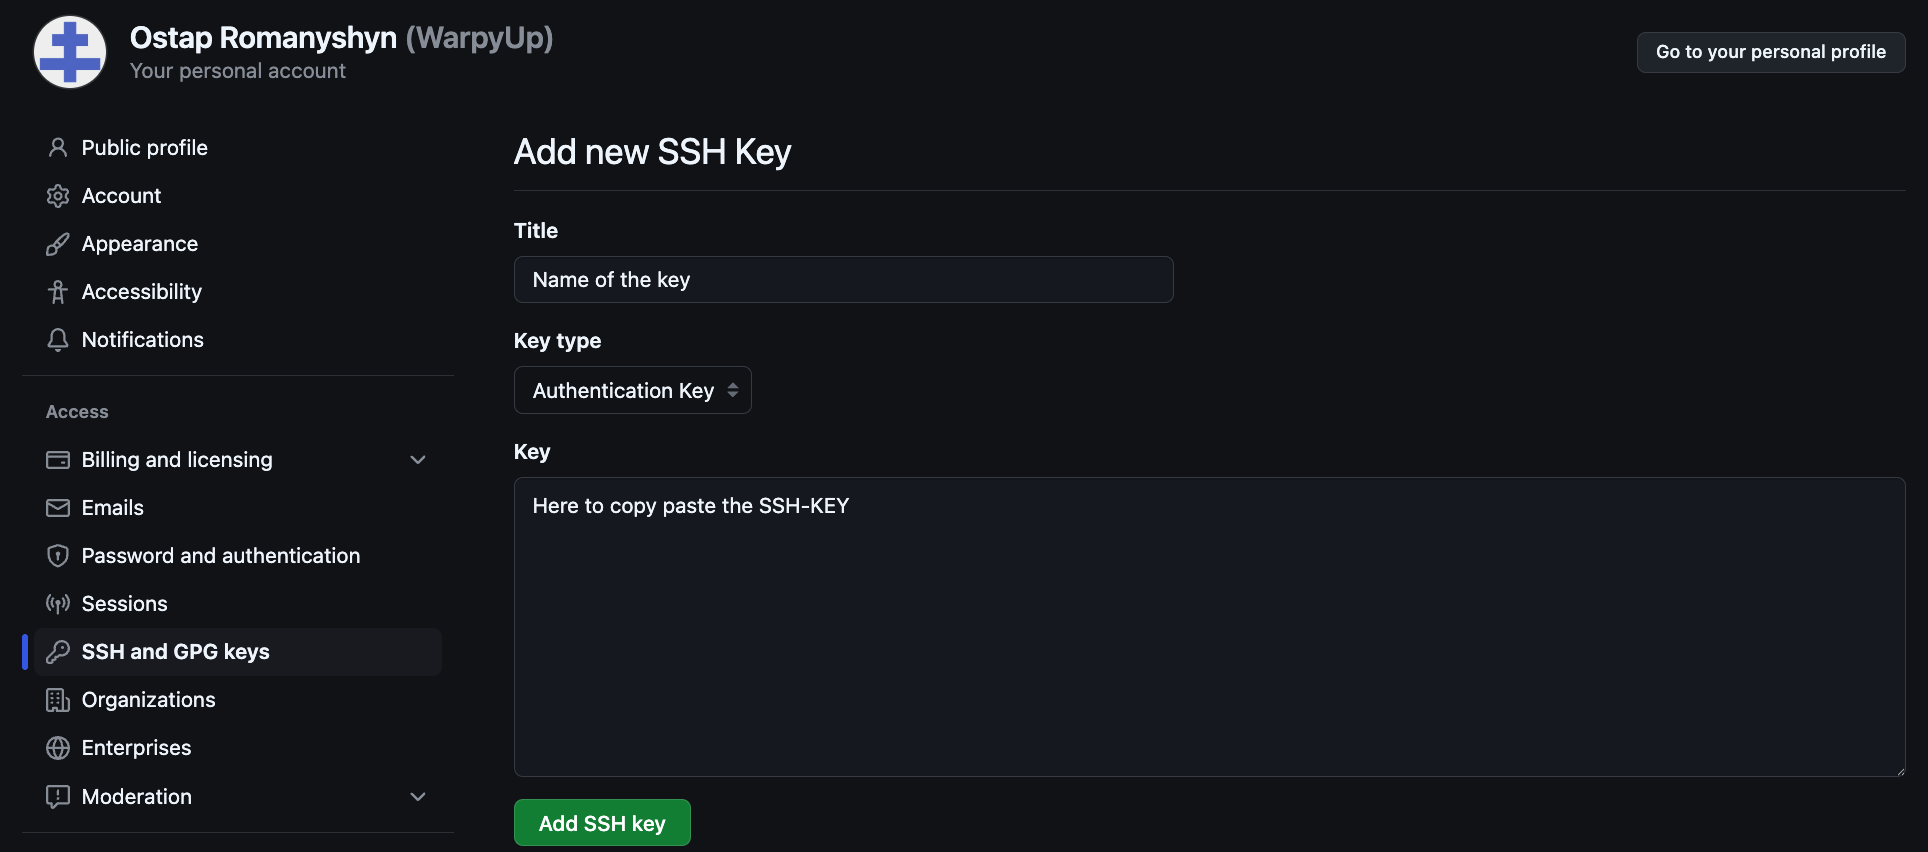 Ostap Romanyshyn (WarpyUp)
Your personal account
Go to your personal profile
Public profile
Account
Appearance
Accessibility
Notifications
Access
Billing and licensing
Emails
Password and authentication
Sessions
SSH and GPG keys
Organizations
Enterprises
Moderation
Add new SSH Key
Title
Name of the key
Key type
Authentication Key
Key
Here to copy paste the SSH-KEY
Add SSH key